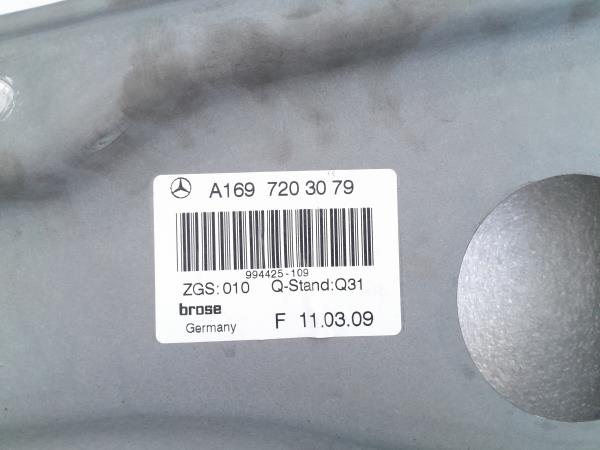 A169 720 30 79
994425-109
ZGS: 010 Q-Stand:Q31
brose
Germany F 11.03.09